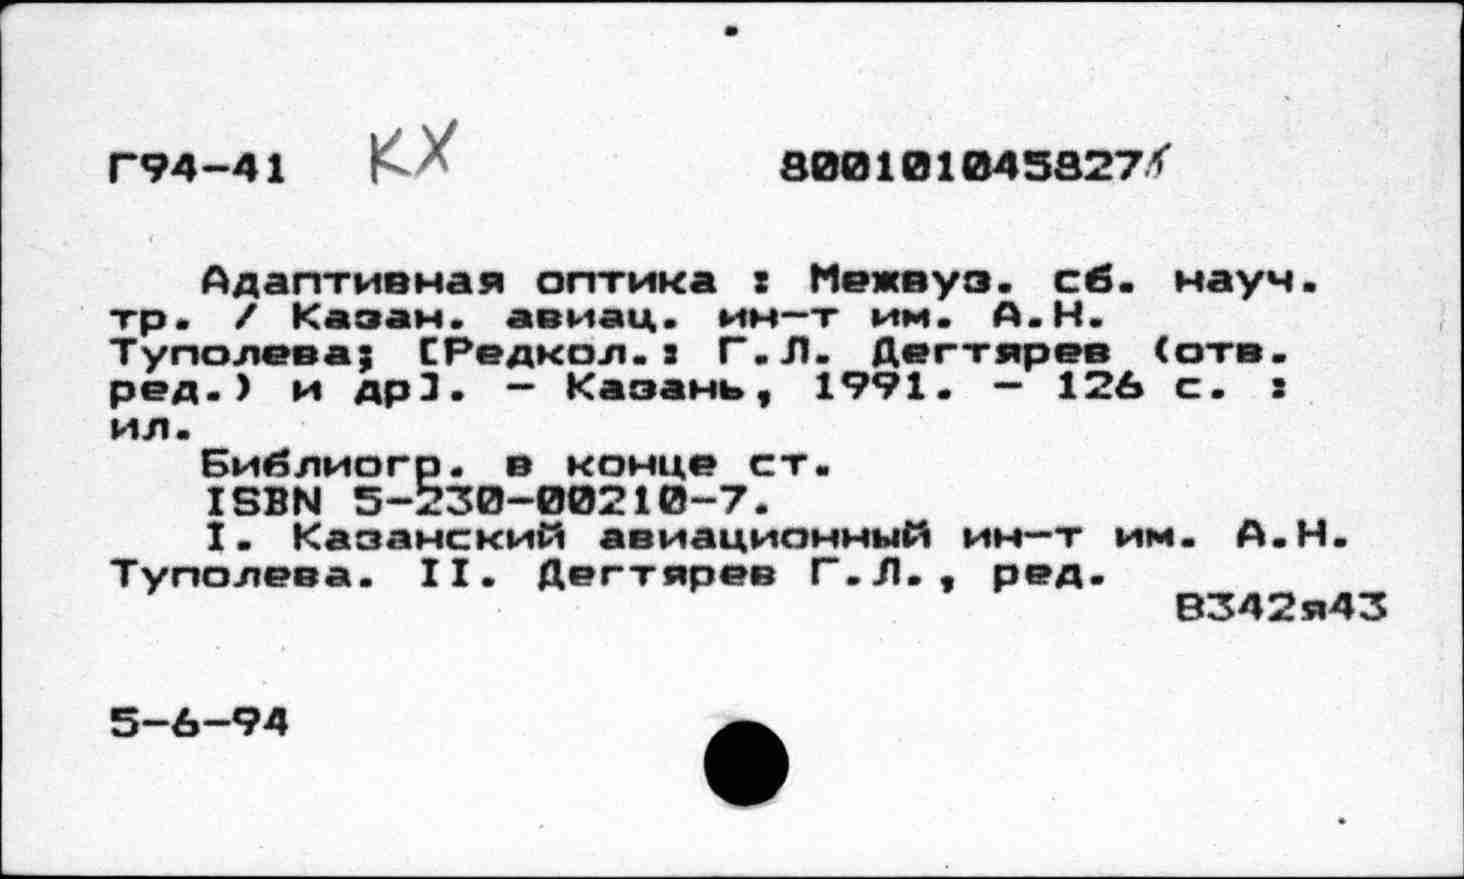 Г94-41 КХ 800101045827
Адаптивная оптика : Межвуз. сб. науч.
тр. / Казан. авиац. ин-т им. А.Н.
Туполева; [Редкол.: Г.Л. Дегтярев (отв.
ред.) и др]. - Казань, 1991. - 126 с. :
ил.
Библиогр. в конце ст.
ISBN 5-230-00210-7.
I. Казанский авиационный ин-т им. А.Н.
Туполева. II. Дегтярев Г.Л., ред.
В342я43
5-6-94